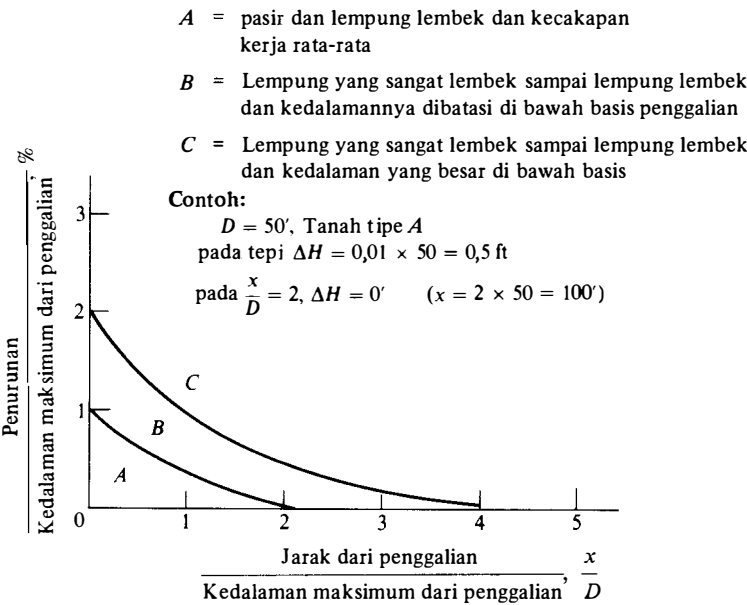 A = pasir dan lempung lembek dan kecakapan
kerja rata-rata
B = Lempung yang sangat lembek sampai lempung lembek
dan kedalamannya dibatasi di bawah basis penggalian
C = Lempung yang sangat lembek sampai lempung lembek
dan kedalaman yang besar di bawah basis
Contoh:
D = 50′, Tanah tipe A
pada tepi ΔH = 0,01 × 50 = 0,5 ft
pada x/D = 2, ΔH = 0′ (x = 2 × 50 = 100′)
Penurunan
Kedalaman maksimum dari penggalian, %
3
2
1
0
C
B
A
1 2 3 4 5
Jarak dari penggalian
Kedalaman maksimum dari penggalian, x/D